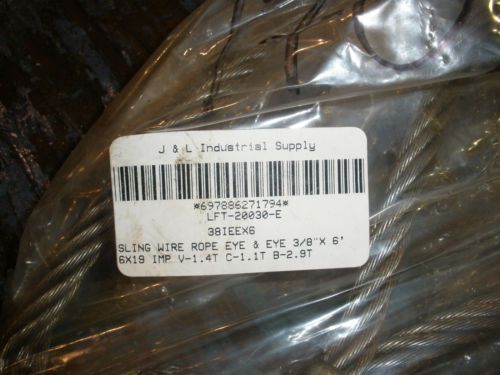 J & L Industrial Supply
*697886271794*
LFT-20030-E
38IEEX6
SLING WIRE ROPE EYE & EYE 3/8"X 6'
6X19 IMP V-1.4T C-1.1T B-2.9T